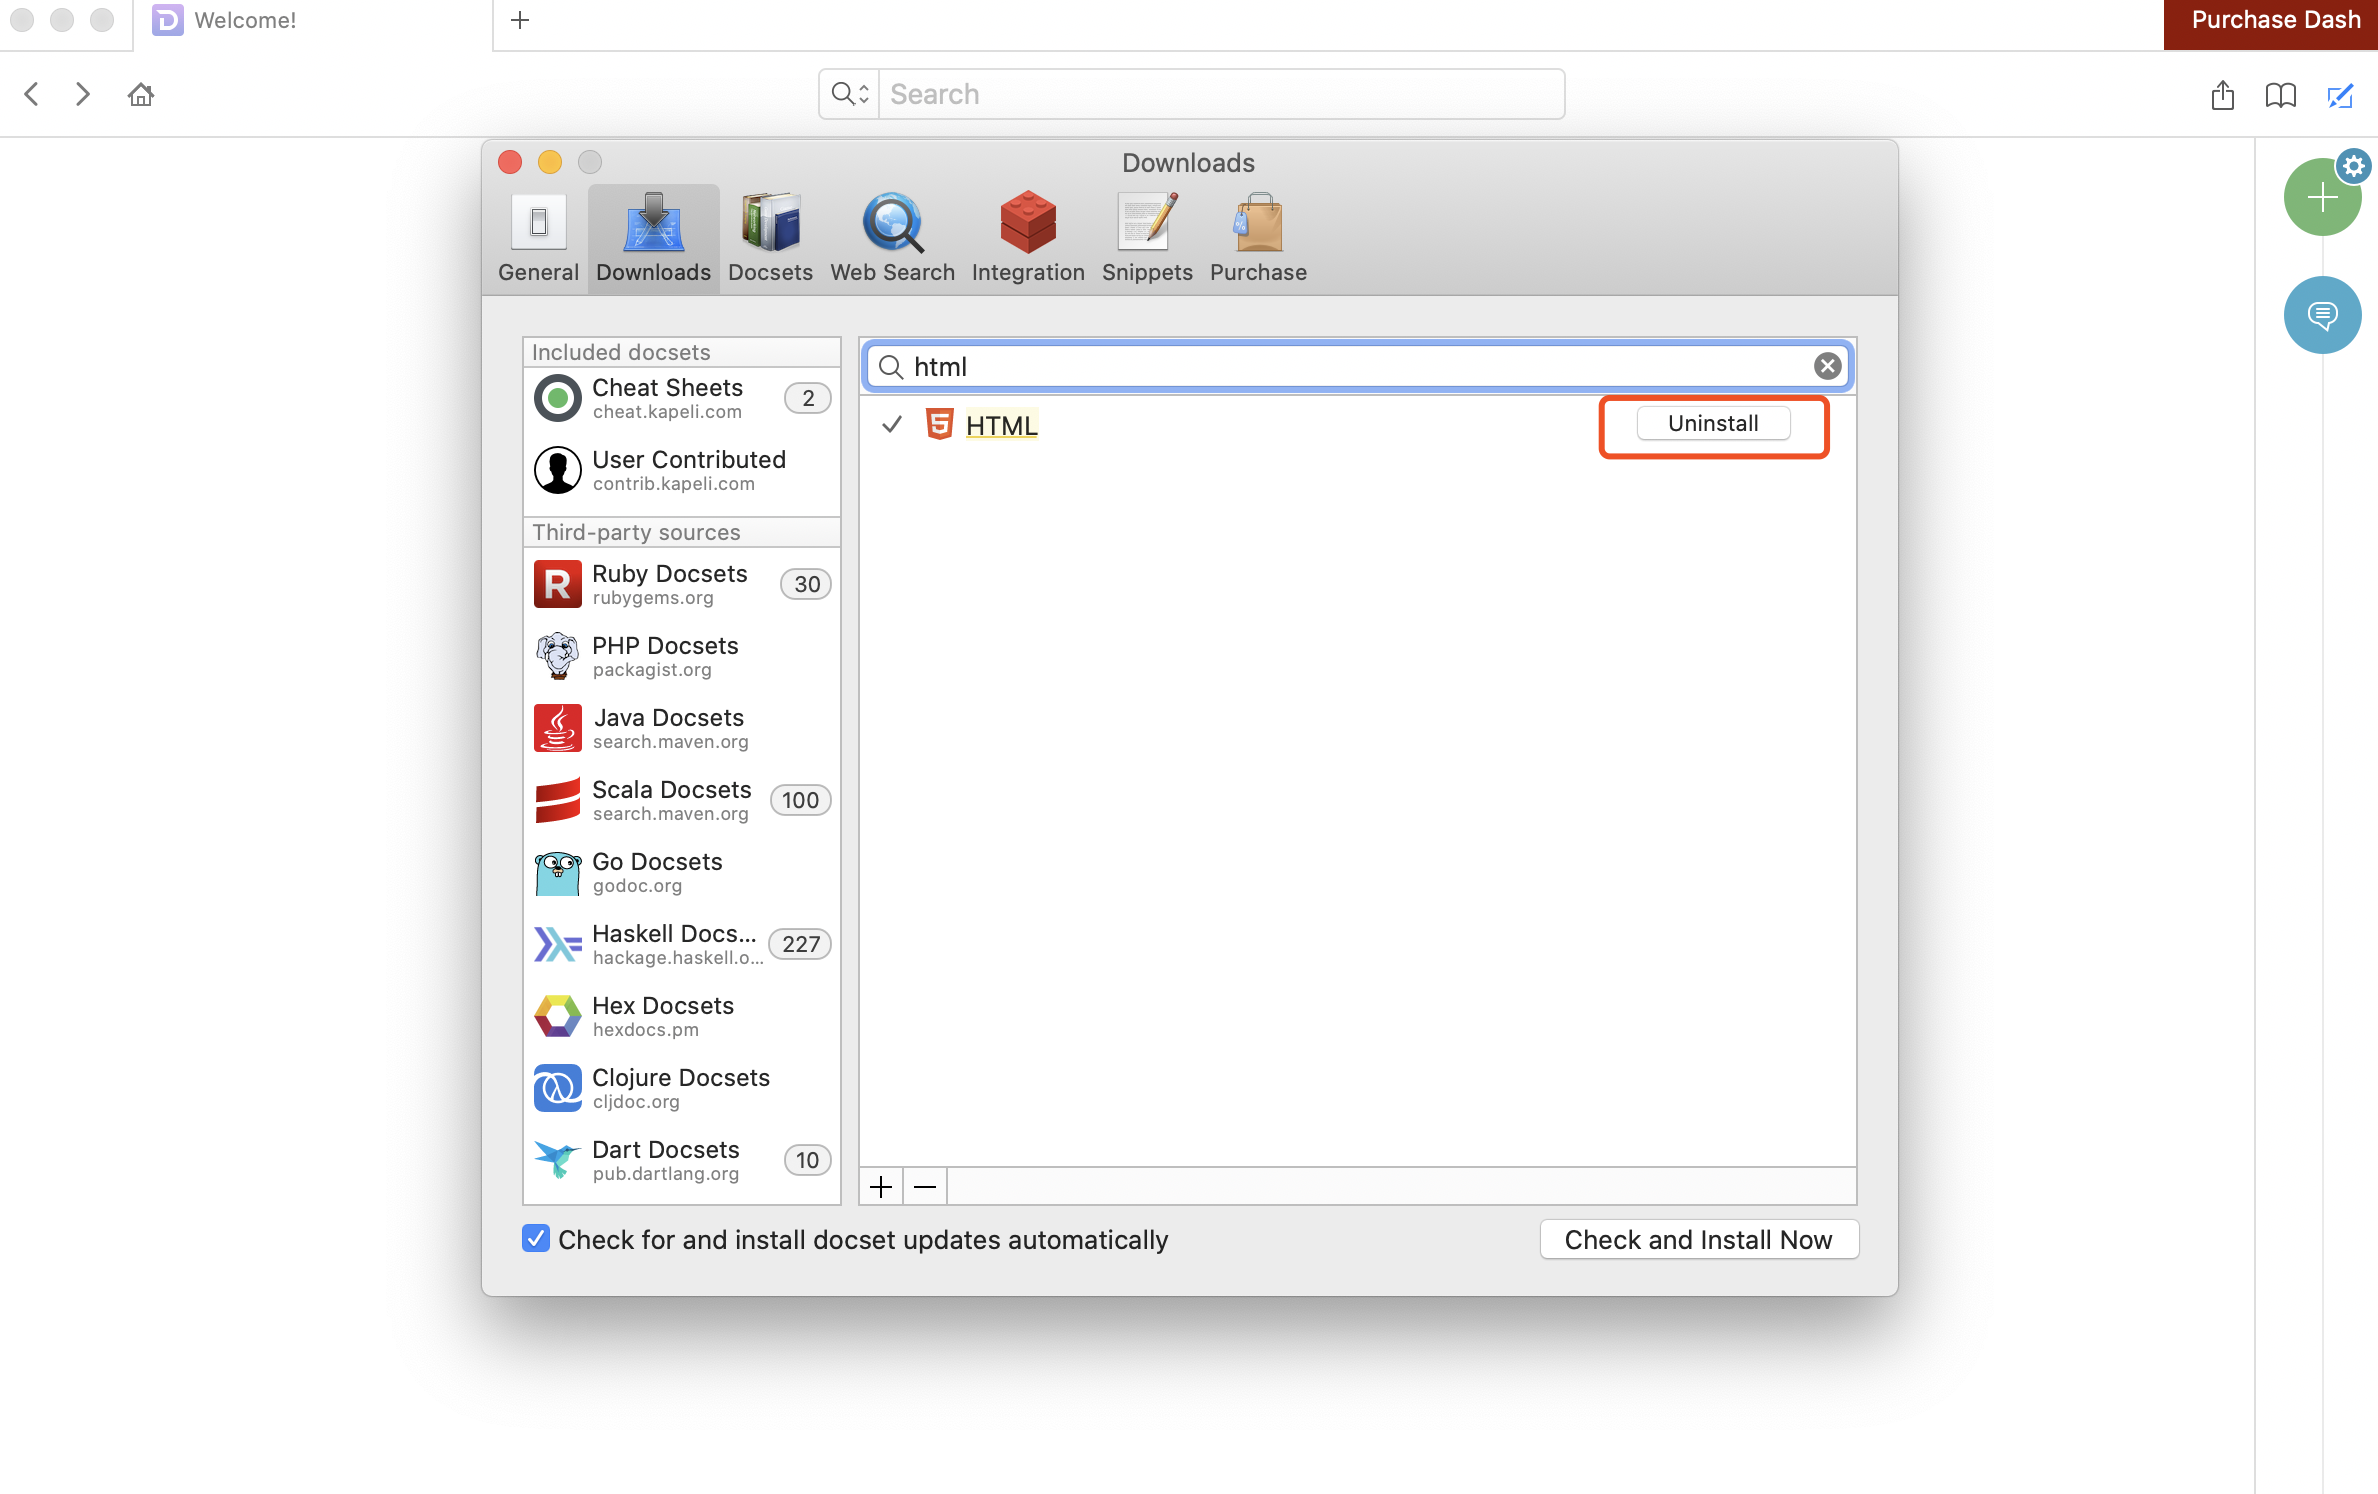 Welcome!
Purchase Dash
Search
Downloads
General
Downloads
Docsets
Web Search
Integration
Snippets
Purchase
Included docsets
Cheat Sheets
cheat.kapeli.com
2
User Contributed
contrib.kapeli.com
Third-party sources
Ruby Docsets
rubygems.org
30
PHP Docsets
packagist.org
Java Docsets
search.maven.org
Scala Docsets
search.maven.org
100
Go Docsets
godoc.org
Haskell Docs...
hackage.haskell.o...
227
Hex Docsets
hexdocs.pm
Clojure Docsets
cljdoc.org
Dart Docsets
pub.dartlang.org
10
html
HTML
Uninstall
Check for and install docset updates automatically
Check and Install Now